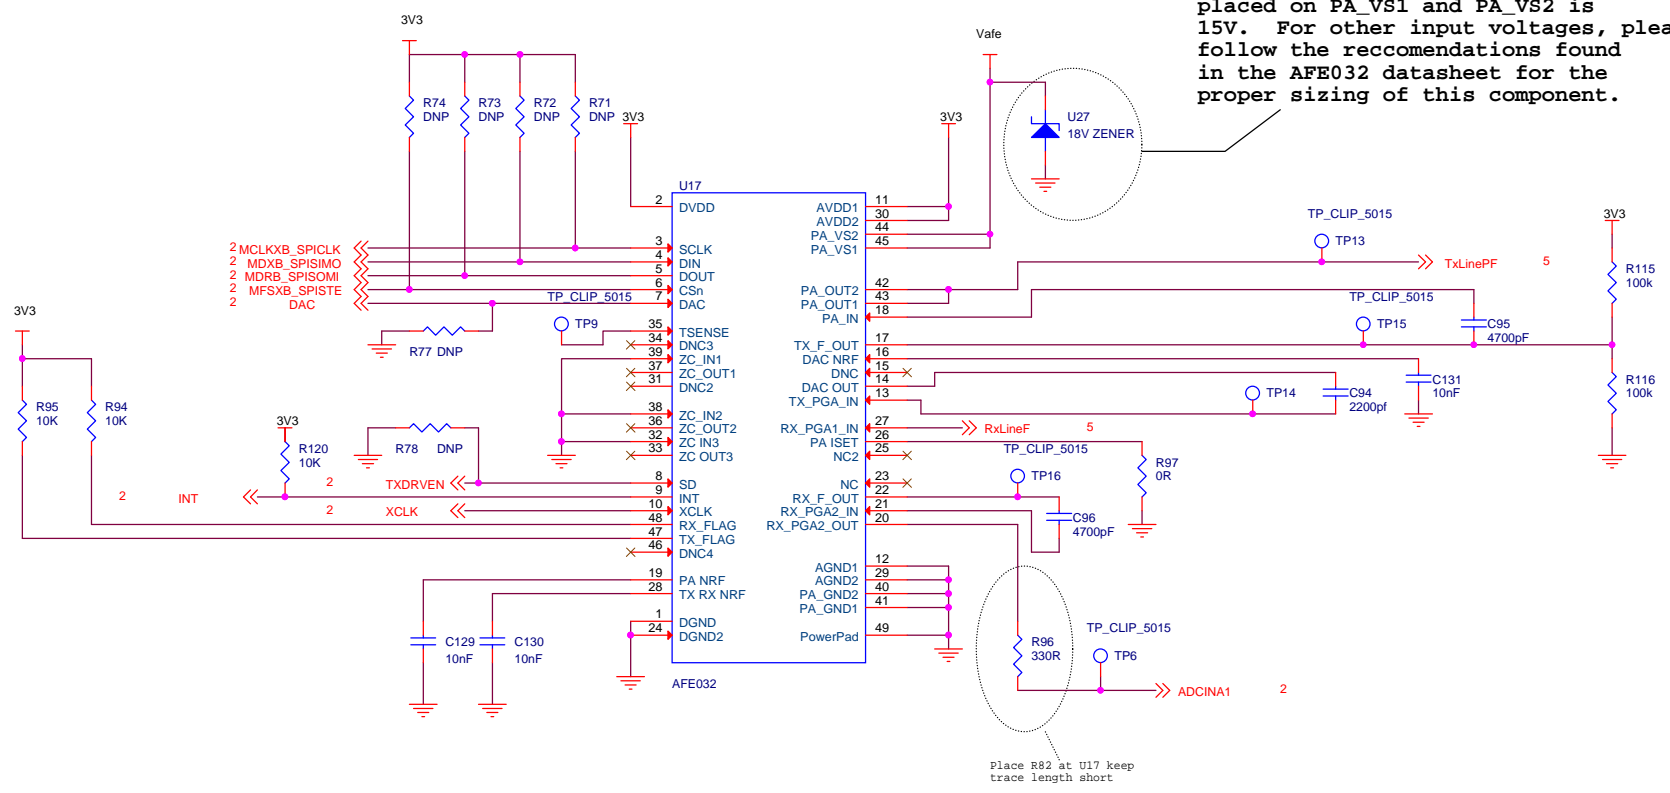 placed on PA_VS1 and PA_VS2 is
15V.  For other input voltages, plea
follow the reccomendations found
in the AFE032 datasheet for the
proper sizing of this component.
3V3
Vafe
R74
DNP
R73
DNP
R72
DNP
R71
DNP
3V3
3V3
U27
18V ZENER
U17
2
DVDD
3
SCLK
4
DIN
5
DOUT
6
CSn
7
DAC
2 MCLKXB_SPICLK
2 MDXB_SPISIMO
2 MDRB_SPISOMI
2 MFSXB_SPISTE
2 DAC
TP_CLIP_5015
TP9
R77 DNP
35
TSENSE
34
DNC3
39
ZC_IN1
37
ZC_OUT1
31
DNC2
38
ZC_IN2
36
ZC_OUT2
32
ZC IN3
33
ZC OUT3
8
SD
9
INT
10
XCLK
48
RX_FLAG
47
TX_FLAG
46
DNC4
19
PA NRF
28
TX RX NRF
1
DGND
24
DGND2
3V3
R95
10K
R94
10K
3V3
R120
10K
R78 DNP
2 TXDRVEN
2 INT
2 XCLK
C129
10nF
C130
10nF
AFE032
AVDD1
11
AVDD2
30
PA_VS2
44
PA_VS1
45
PA_OUT2
42
PA_OUT1
43
PA_IN
18
TX_F_OUT
17
DAC NRF
16
DNC
15
DAC OUT
14
TX_PGA_IN
13
RX_PGA1_IN
27
PA ISET
26
NC2
25
NC
23
RX_F_OUT
22
RX_PGA2_IN
21
RX_PGA2_OUT
20
AGND1
12
AGND2
29
PA_GND2
40
PA_GND1
41
PowerPad
49
TP_CLIP_5015
TP13
TxLinePF 5
3V3
R115
100k
TP_CLIP_5015
TP15
C95
4700pF
R116
100k
C131
10nF
TP14
C94
2200pf
RxLineF 5
TP_CLIP_5015
TP16
R97
0R
C96
4700pF
R96
330R
TP_CLIP_5015
TP6
ADCINA1 2
Place R82 at U17 keep
trace length short